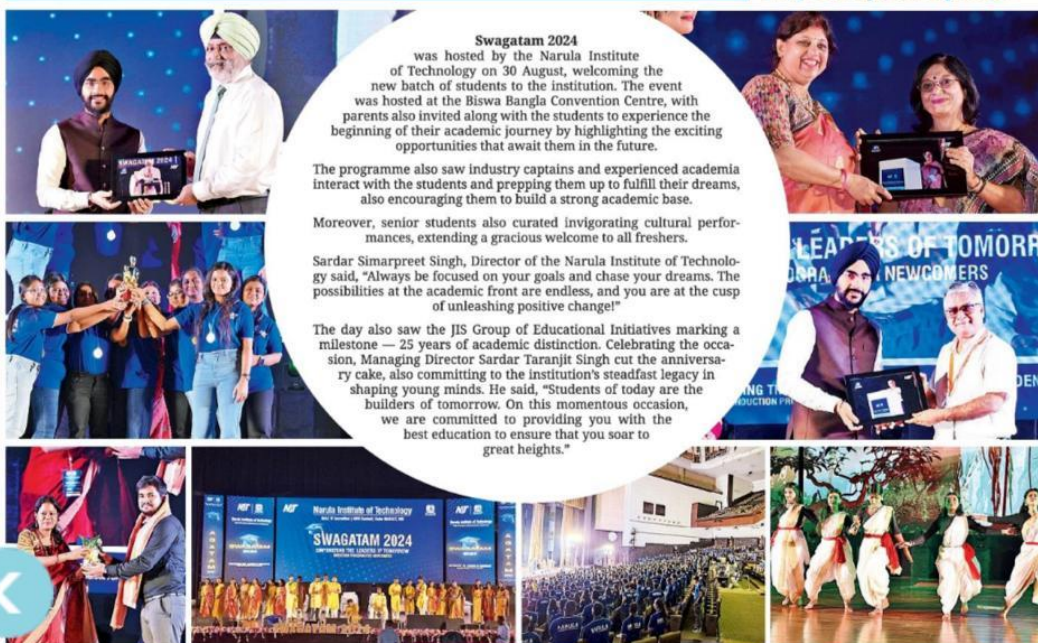 Swagatam 2024
was hosted by the Narula Institute
of Technology on 30 August, welcoming the
new batch of students to the institution. The event
was hosted at the Biswa Bangla Convention Centre, with
parents also invited along with the students to experience the
beginning of their academic journey by highlighting the exciting
opportunities that await them in the future.
The programme also saw industry captains and experienced academia
interact with the students and prepping them up to fulfill their dreams,
also encouraging them to build a strong academic base.
Moreover, senior students also curated invigorating cultural perfor-
mances, extending a gracious welcome to all freshers.
Sardar Simarpreet Singh, Director of the Narula Institute of Technolo-
gy said, “Always be focused on your goals and chase your dreams. The
possibilities at the academic front are endless, and you are at the cusp
of unleashing positive change!”
The day also saw the JIS Group of Educational Initiatives marking a
milestone — 25 years of academic distinction. Celebrating the occa-
sion, Managing Director Sardar Taranjit Singh cut the anniversa-
ry cake, also committing to the institution’s steadfast legacy in
shaping young minds. He said, “Students of today are the
builders of tomorrow. On this momentous occasion,
we are committed to providing you with the
best education to ensure that you soar to
great heights.”
SWAGATAM 2024
LEADERS OF TOMORR
NEWCOMERS
NIT
Narula Institute of Technology
SWAGATAM 2024
EMPOWERING THE LEADERS OF TOMORROW
SWAGATAM
SWAGATAM 2024
NARULA
NARULA
K